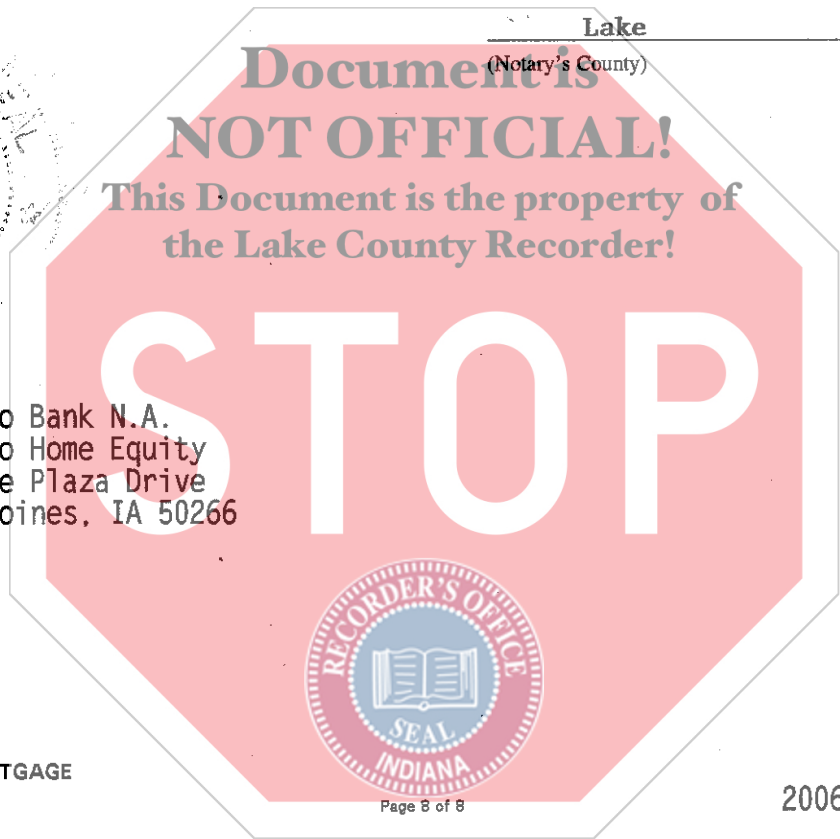 Lake
(Notary's County)
Document is
NOT OFFICIAL!
This Document is the property of
the Lake County Recorder!
STOP
o Bank N.A.
o Home Equity
e Plaza Drive
oines, IA 50266
RECORDER'S OFFICE
SEAL
INDIANA
TGAGE
Page 8 of 8
2006